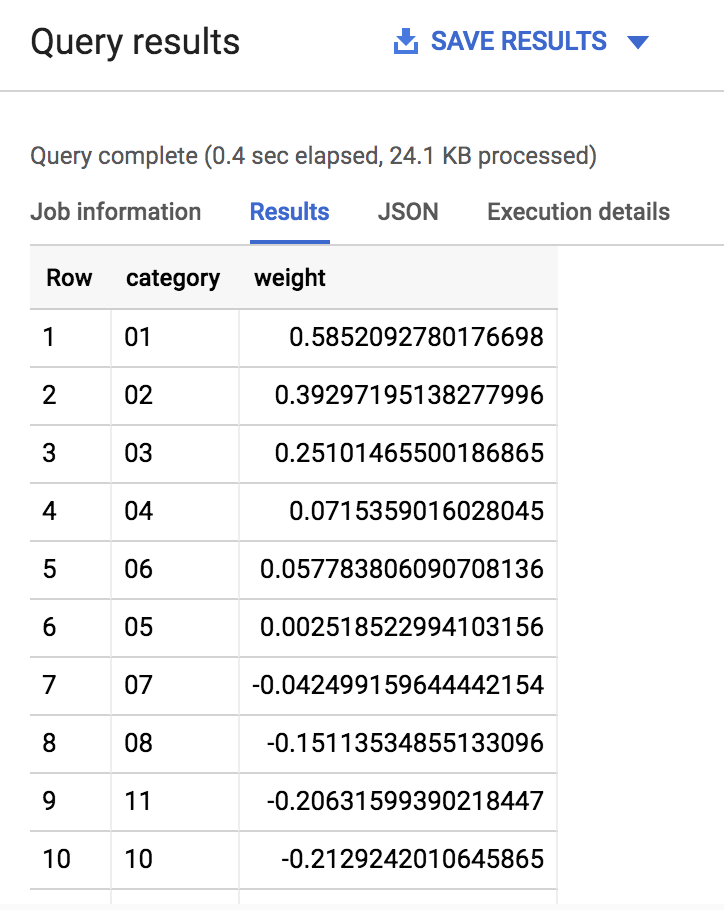 Query results SAVE RESULTS
Query complete (0.4 sec elapsed, 24.1 KB processed)
Job information Results JSON Execution details
Row category weight
1 01 0.5852092780176698
2 02 0.39297195138277996
3 03 0.25101465500186865
4 04 0.0715359016028045
5 06 0.057783806090708136
6 05 0.002518522994103156
7 07 -0.042499159644442154
8 08 -0.15113534855133096
9 11 -0.20631599390218447
10 10 -0.2129242010645865